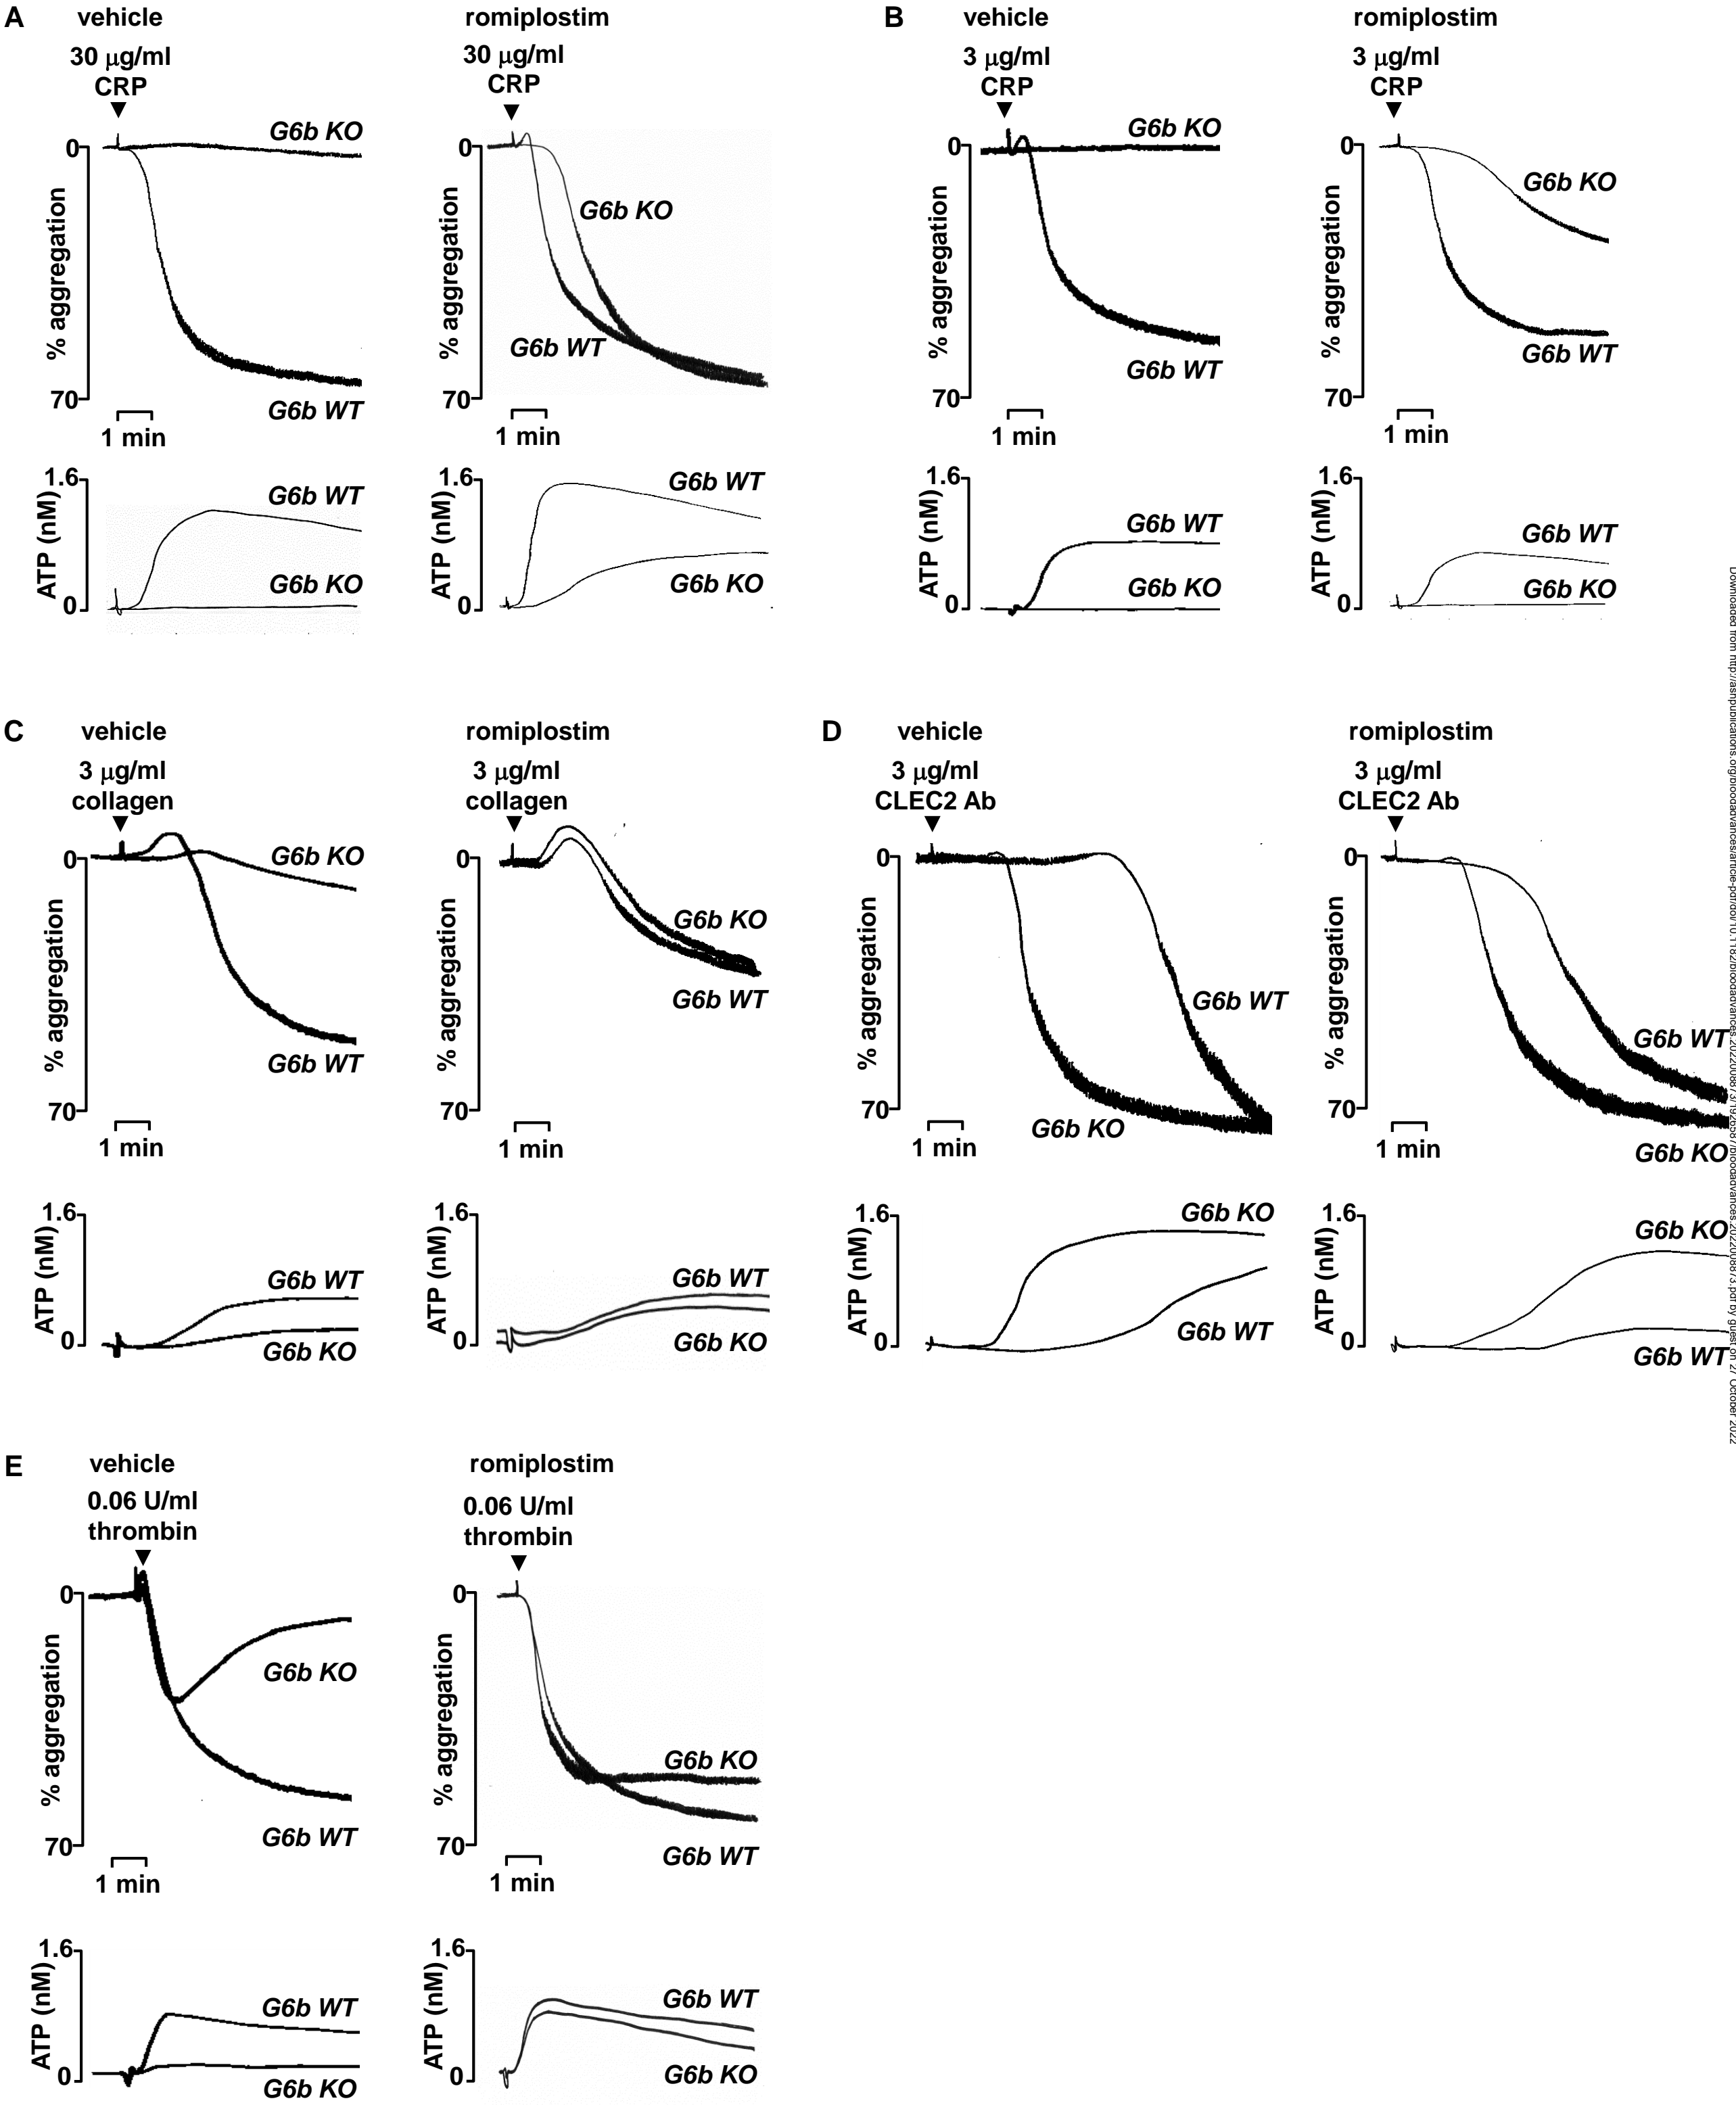 A
vehicle
30 μg/ml
CRP
G6b KO
0
% aggregation
70
G6b WT
1 min
1.6
ATP (nM)
G6b WT
G6b KO
0
romiplostim
30 μg/ml
CRP
0
G6b KO
% aggregation
G6b WT
70
1 min
1.6
ATP (nM)
G6b WT
G6b KO
0
B
vehicle
3 μg/ml
CRP
G6b KO
0
% aggregation
G6b WT
70
1 min
1.6
ATP (nM)
G6b WT
G6b KO
0
romiplostim
3 μg/ml
CRP
0
G6b KO
% aggregation
G6b WT
70
1 min
1.6
ATP (nM)
G6b WT
G6b KO
0
C
vehicle
3 μg/ml
collagen
0
G6b KO
% aggregation
G6b WT
70
1 min
1.6
ATP (nM)
G6b WT
0
G6b KO
romiplostim
3 μg/ml
collagen
0
G6b KO
% aggregation
G6b WT
70
1 min
1.6
ATP (nM)
G6b WT
G6b KO
0
D
vehicle
3 μg/ml
CLEC2 Ab
0
% aggregation
G6b WT
70
G6b KO
1 min
1.6
G6b KO
ATP (nM)
G6b WT
0
romiplostim
3 μg/ml
CLEC2 Ab
0
% aggregation
G6b WT
70
G6b KO
1 min
1.6
G6b KO
ATP (nM)
0
G6b WT
E
vehicle
0.06 U/ml
thrombin
0
G6b KO
% aggregation
G6b WT
70
1 min
1.6
ATP (nM)
G6b WT
0
G6b KO
romiplostim
0.06 U/ml
thrombin
0
% aggregation
G6b KO
70
G6b WT
1 min
1.6
ATP (nM)
G6b WT
G6b KO
0